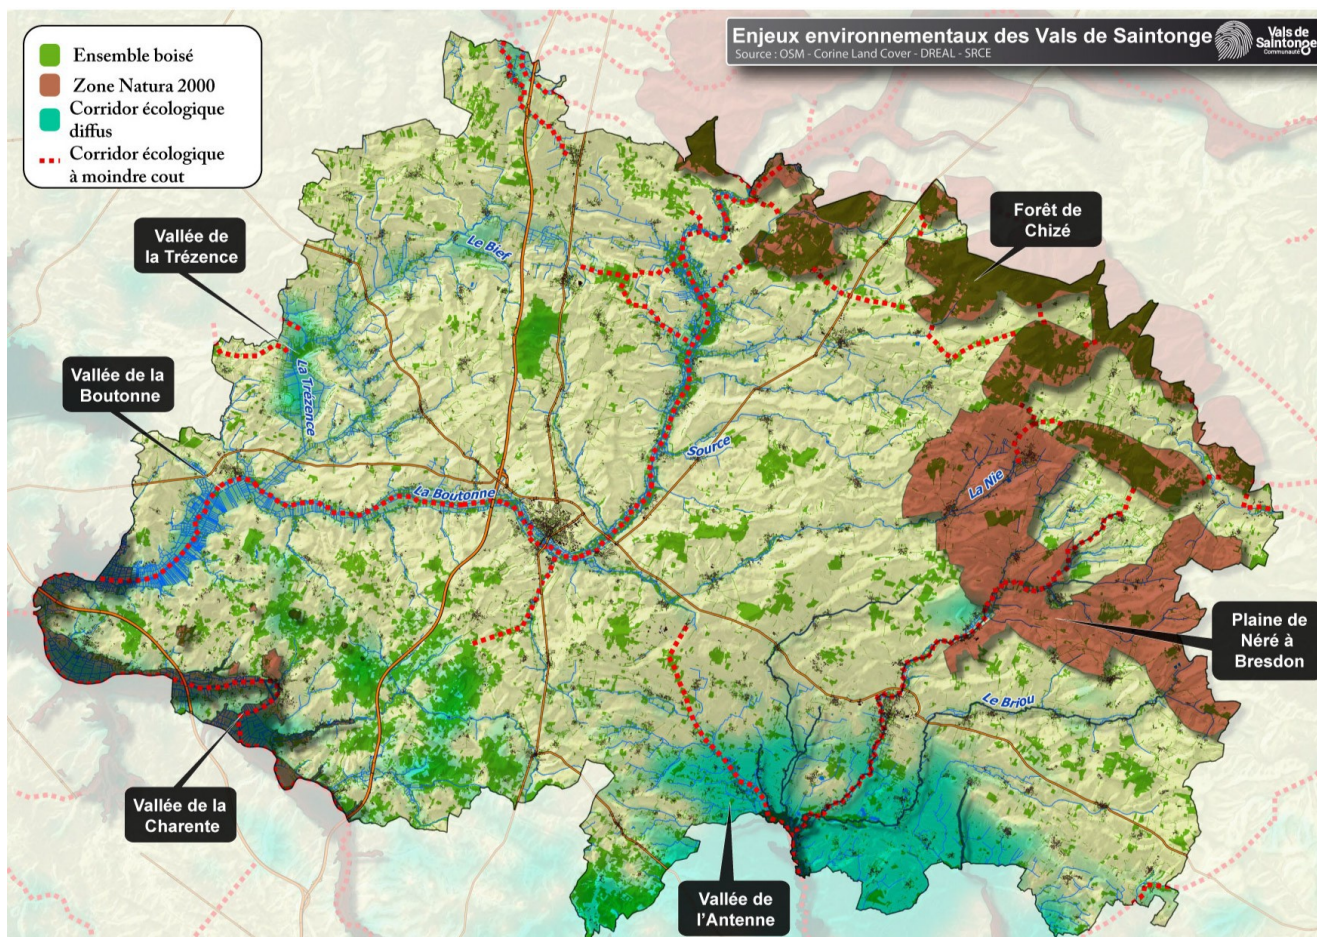 Enjeux environnementaux des Vals de Saintonge
Source : OSM - Corine Land Cover - DREAL - SRCE
Vals de
Saintonge
Communauté
Ensemble boisé
Zone Natura 2000
Corridor écologique
diffus
Corridor écologique
à moindre cout
Forêt de
Chizé
Vallée de
la Trézence
Le Bief
Vallée de la
Boutonne
La Trézence
Source
La Boutonne
La Nie
Plaine de
Néré à
Bresdon
Le Briou
Vallée de la
Charente
Vallée de
l'Antenne